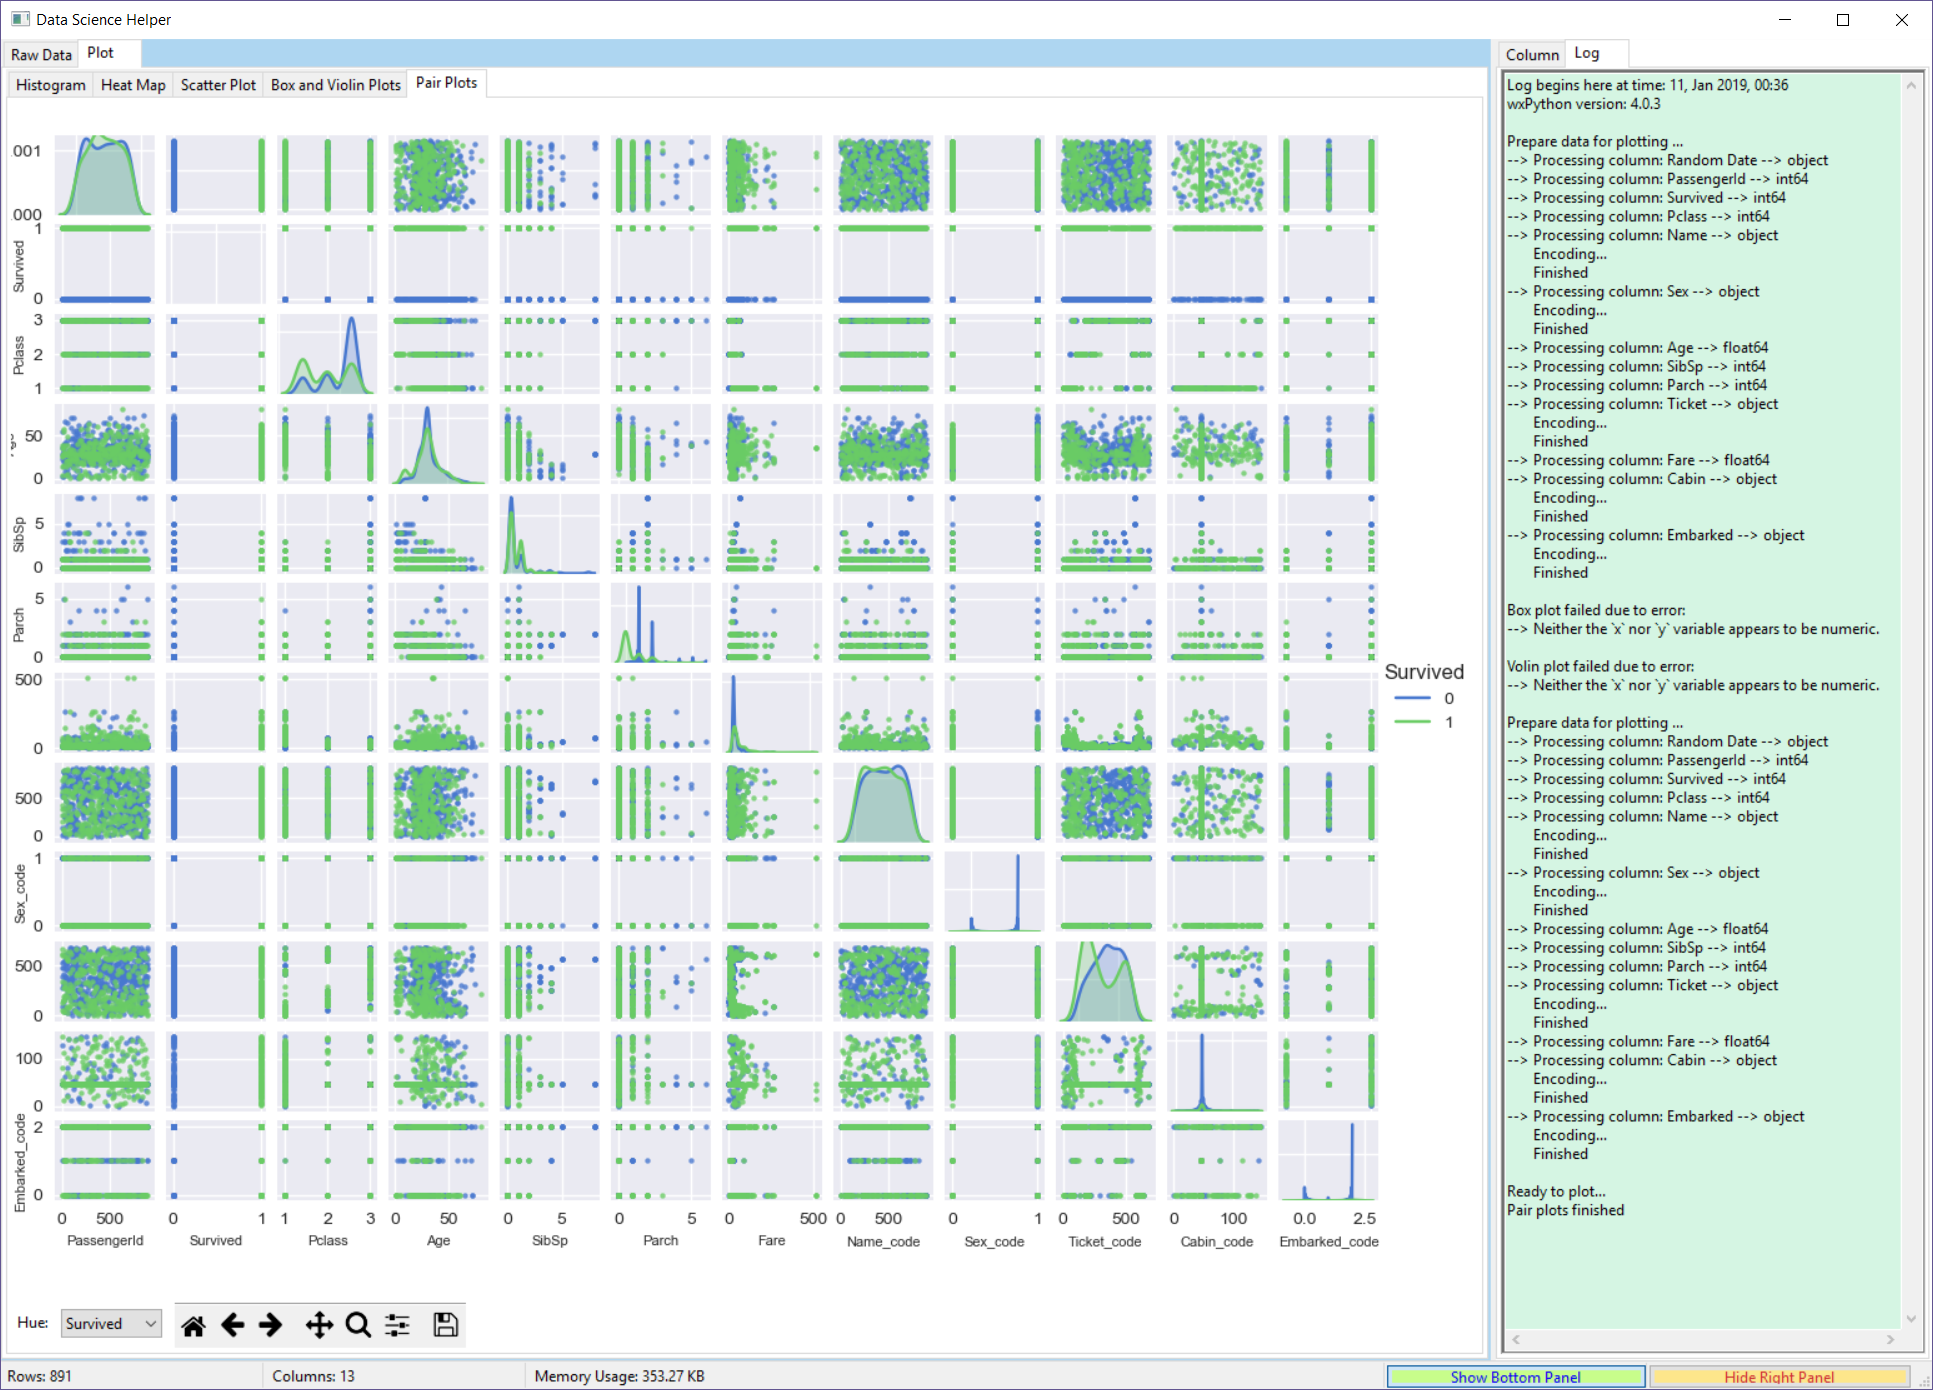 Data Science Helper
Raw Data Plot
Histogram Heat Map Scatter Plot Box and Violin Plots Pair Plots
.001
.000
Survived
1
0
Pclass
3
2
1
50
0
SibSp
5
0
Parch
5
0
500
0
500
0
Sex_code
1
0
500
0
100
0
Embarked_code
2
0
0 500 0 1 1 2 3 0 50 0 5 0 5 0 500 0 500 0 1 0 500 0 100 0.0 2.5
PassengerId Survived Pclass Age SibSp Parch Fare Name_code Sex_code Ticket_code Cabin_code Embarked_code
Survived
0
1
Hue: Survived
Column Log
Log begins here at time: 11, Jan 2019, 00:36
wxPython version: 4.0.3
Prepare data for plotting ...
--> Processing column: Random Date --> object
--> Processing column: PassengerId --> int64
--> Processing column: Survived --> int64
--> Processing column: Pclass --> int64
--> Processing column: Name --> object
Encoding...
Finished
--> Processing column: Sex --> object
Encoding...
Finished
--> Processing column: Age --> float64
--> Processing column: SibSp --> int64
--> Processing column: Parch --> int64
--> Processing column: Ticket --> object
Encoding...
Finished
--> Processing column: Fare --> float64
--> Processing column: Cabin --> object
Encoding...
Finished
--> Processing column: Embarked --> object
Encoding...
Finished
Box plot failed due to error:
--> Neither the `x` nor `y` variable appears to be numeric.
Volin plot failed due to error:
--> Neither the `x` nor `y` variable appears to be numeric.
Prepare data for plotting ...
--> Processing column: Random Date --> object
--> Processing column: PassengerId --> int64
--> Processing column: Survived --> int64
--> Processing column: Pclass --> int64
--> Processing column: Name --> object
Encoding...
Finished
--> Processing column: Sex --> object
Encoding...
Finished
--> Processing column: Age --> float64
--> Processing column: SibSp --> int64
--> Processing column: Parch --> int64
--> Processing column: Ticket --> object
Encoding...
Finished
--> Processing column: Fare --> float64
--> Processing column: Cabin --> object
Encoding...
Finished
--> Processing column: Embarked --> object
Encoding...
Finished
Ready to plot...
Pair plots finished
Rows: 891 Columns: 13 Memory Usage: 353.27 KB Show Bottom Panel Hide Right Panel